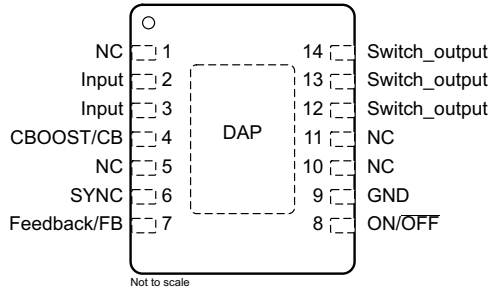 NC 1 14 Switch_output
Input 2 13 Switch_output
Input 3 12 Switch_output
CBOOST/CB 4 DAP 11 NC
NC 5 10 NC
SYNC 6 9 GND
Feedback/FB 7 8 ON/OFF
Not to scale